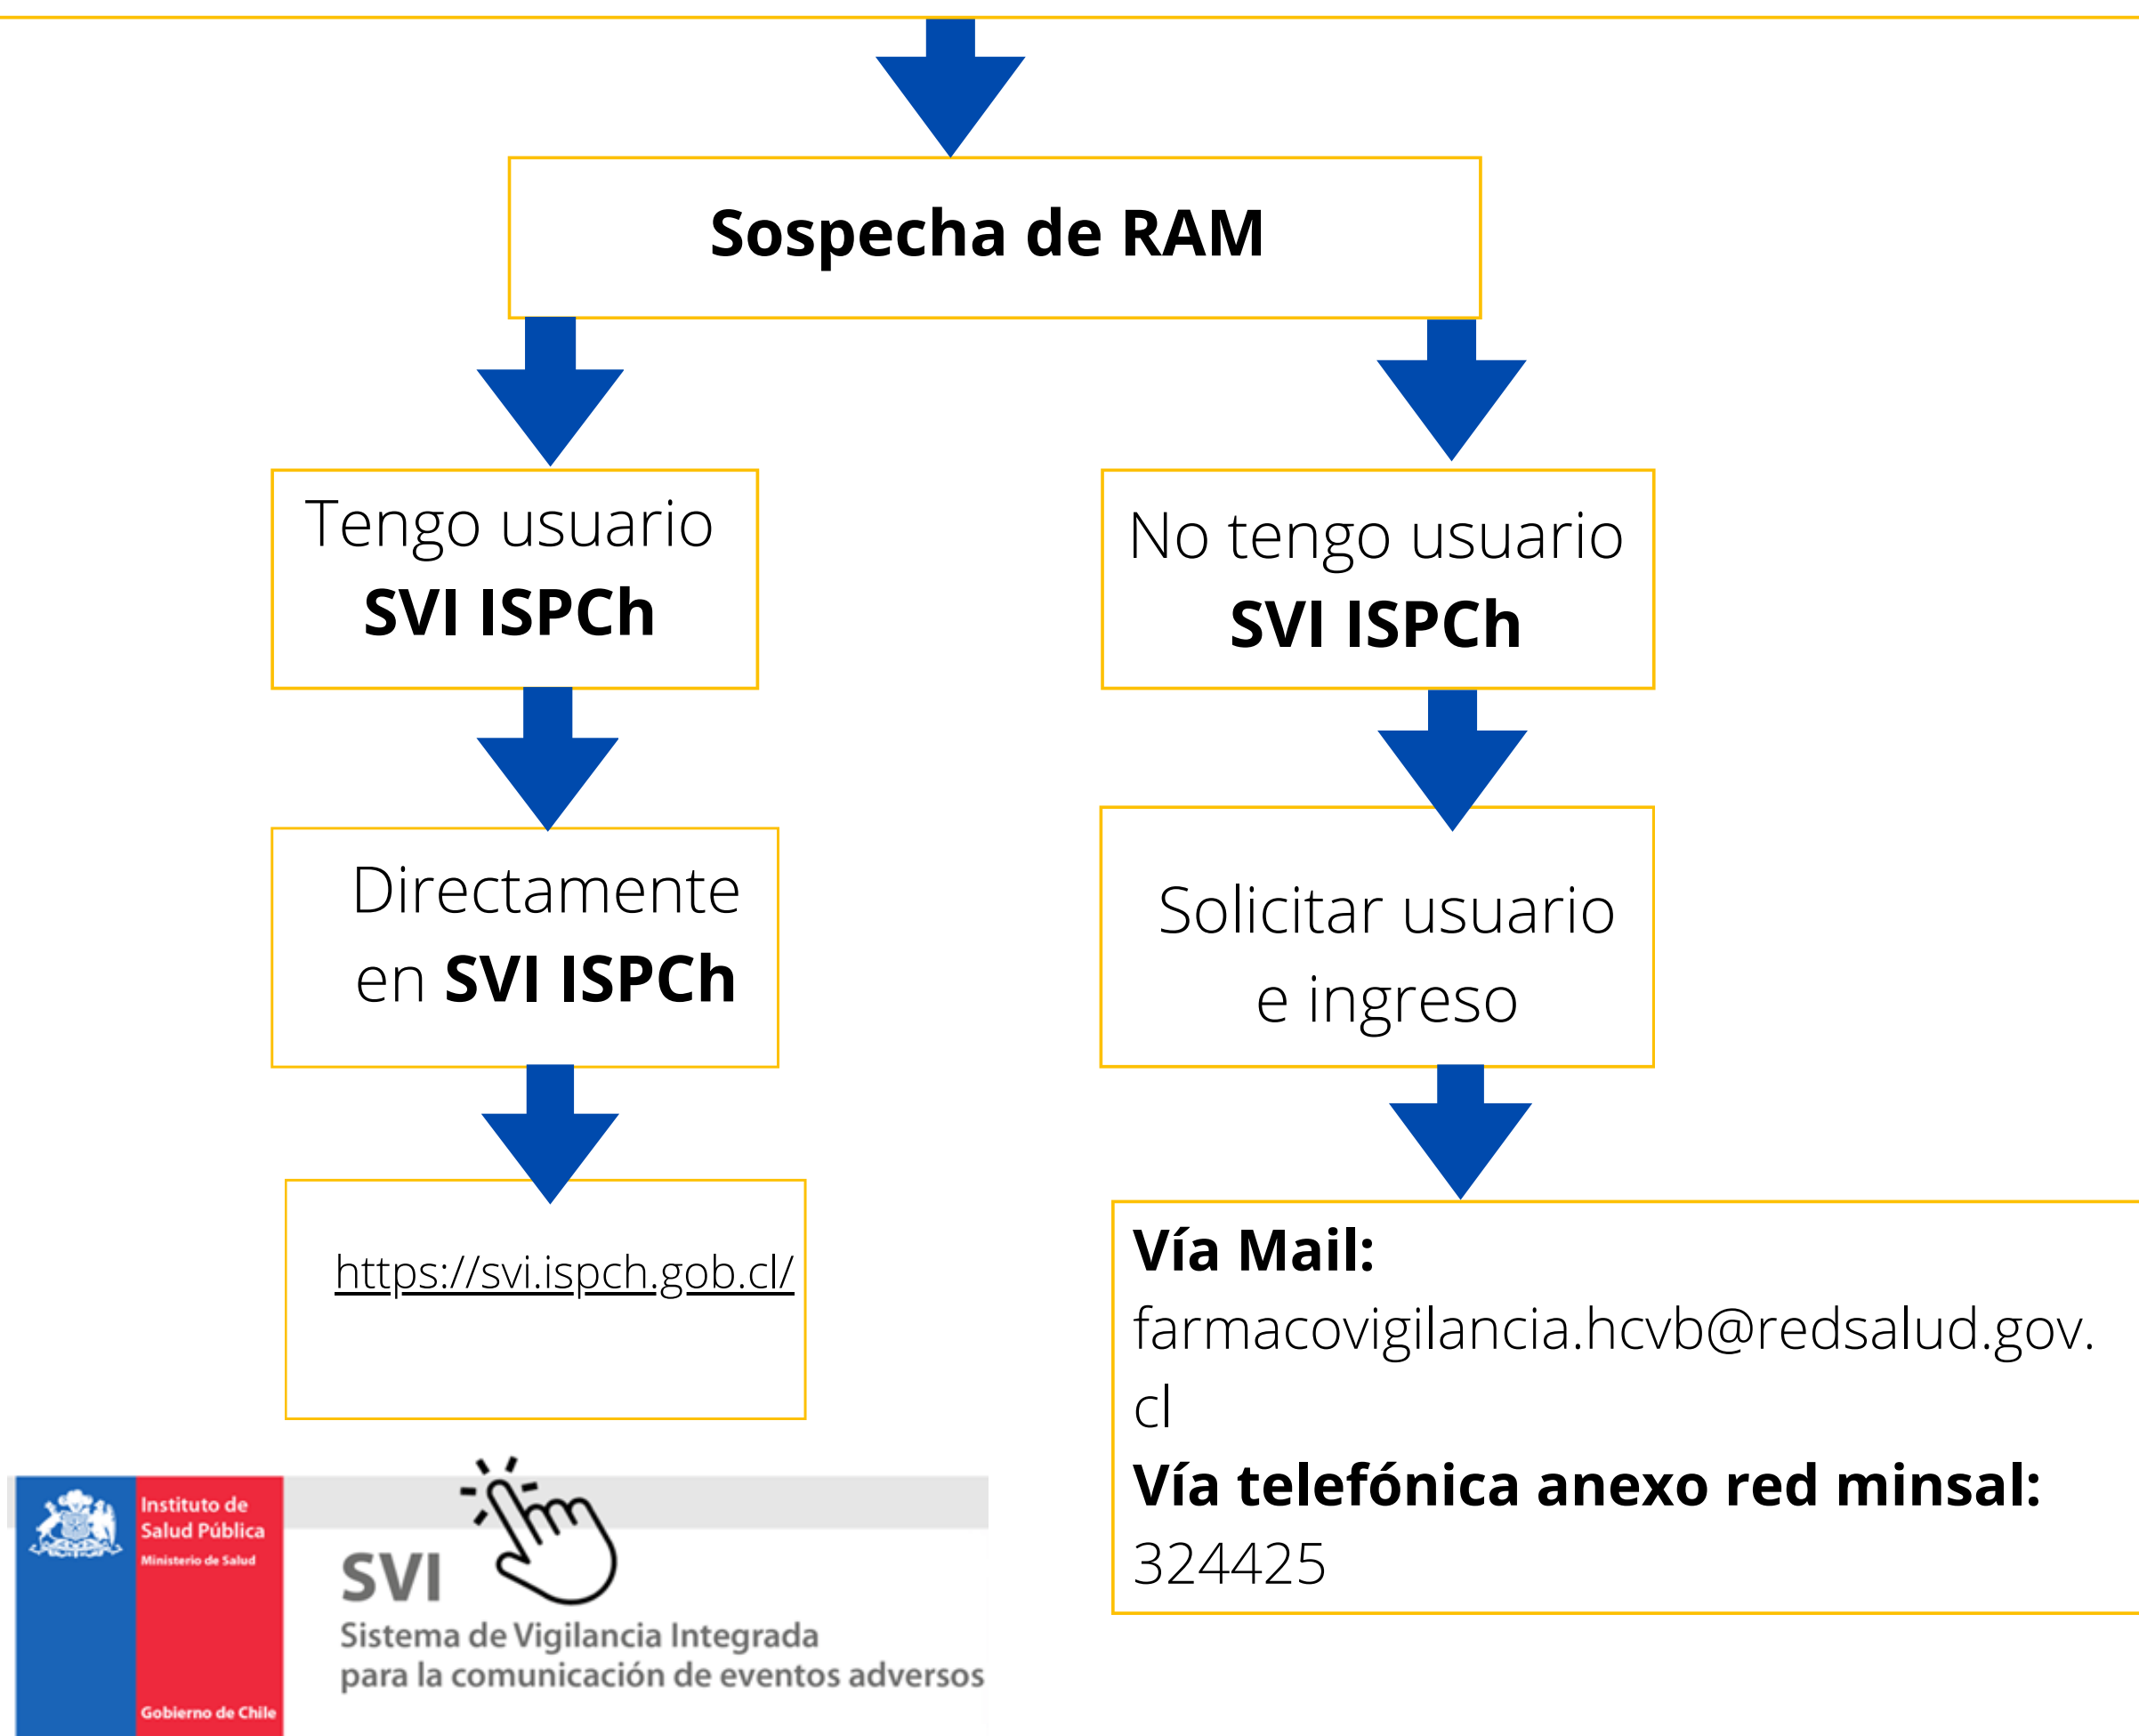 Sospecha de RAM
Tengo usuario
SVI ISPCh
No tengo usuario
SVI ISPCh
Directamente
en SVI ISPCh
Solicitar usuario
e ingreso
https://svi.ispch.gob.cl/
Vía Mail:
farmacovigilancia.hcvb@redsalud.gov.
cl
Vía telefónica anexo red minsal:
324425
Instituto de
Salud Pública
Ministerio de Salud
Gobierno de Chile
SVI
Sistema de Vigilancia Integrada
para la comunicación de eventos adversos